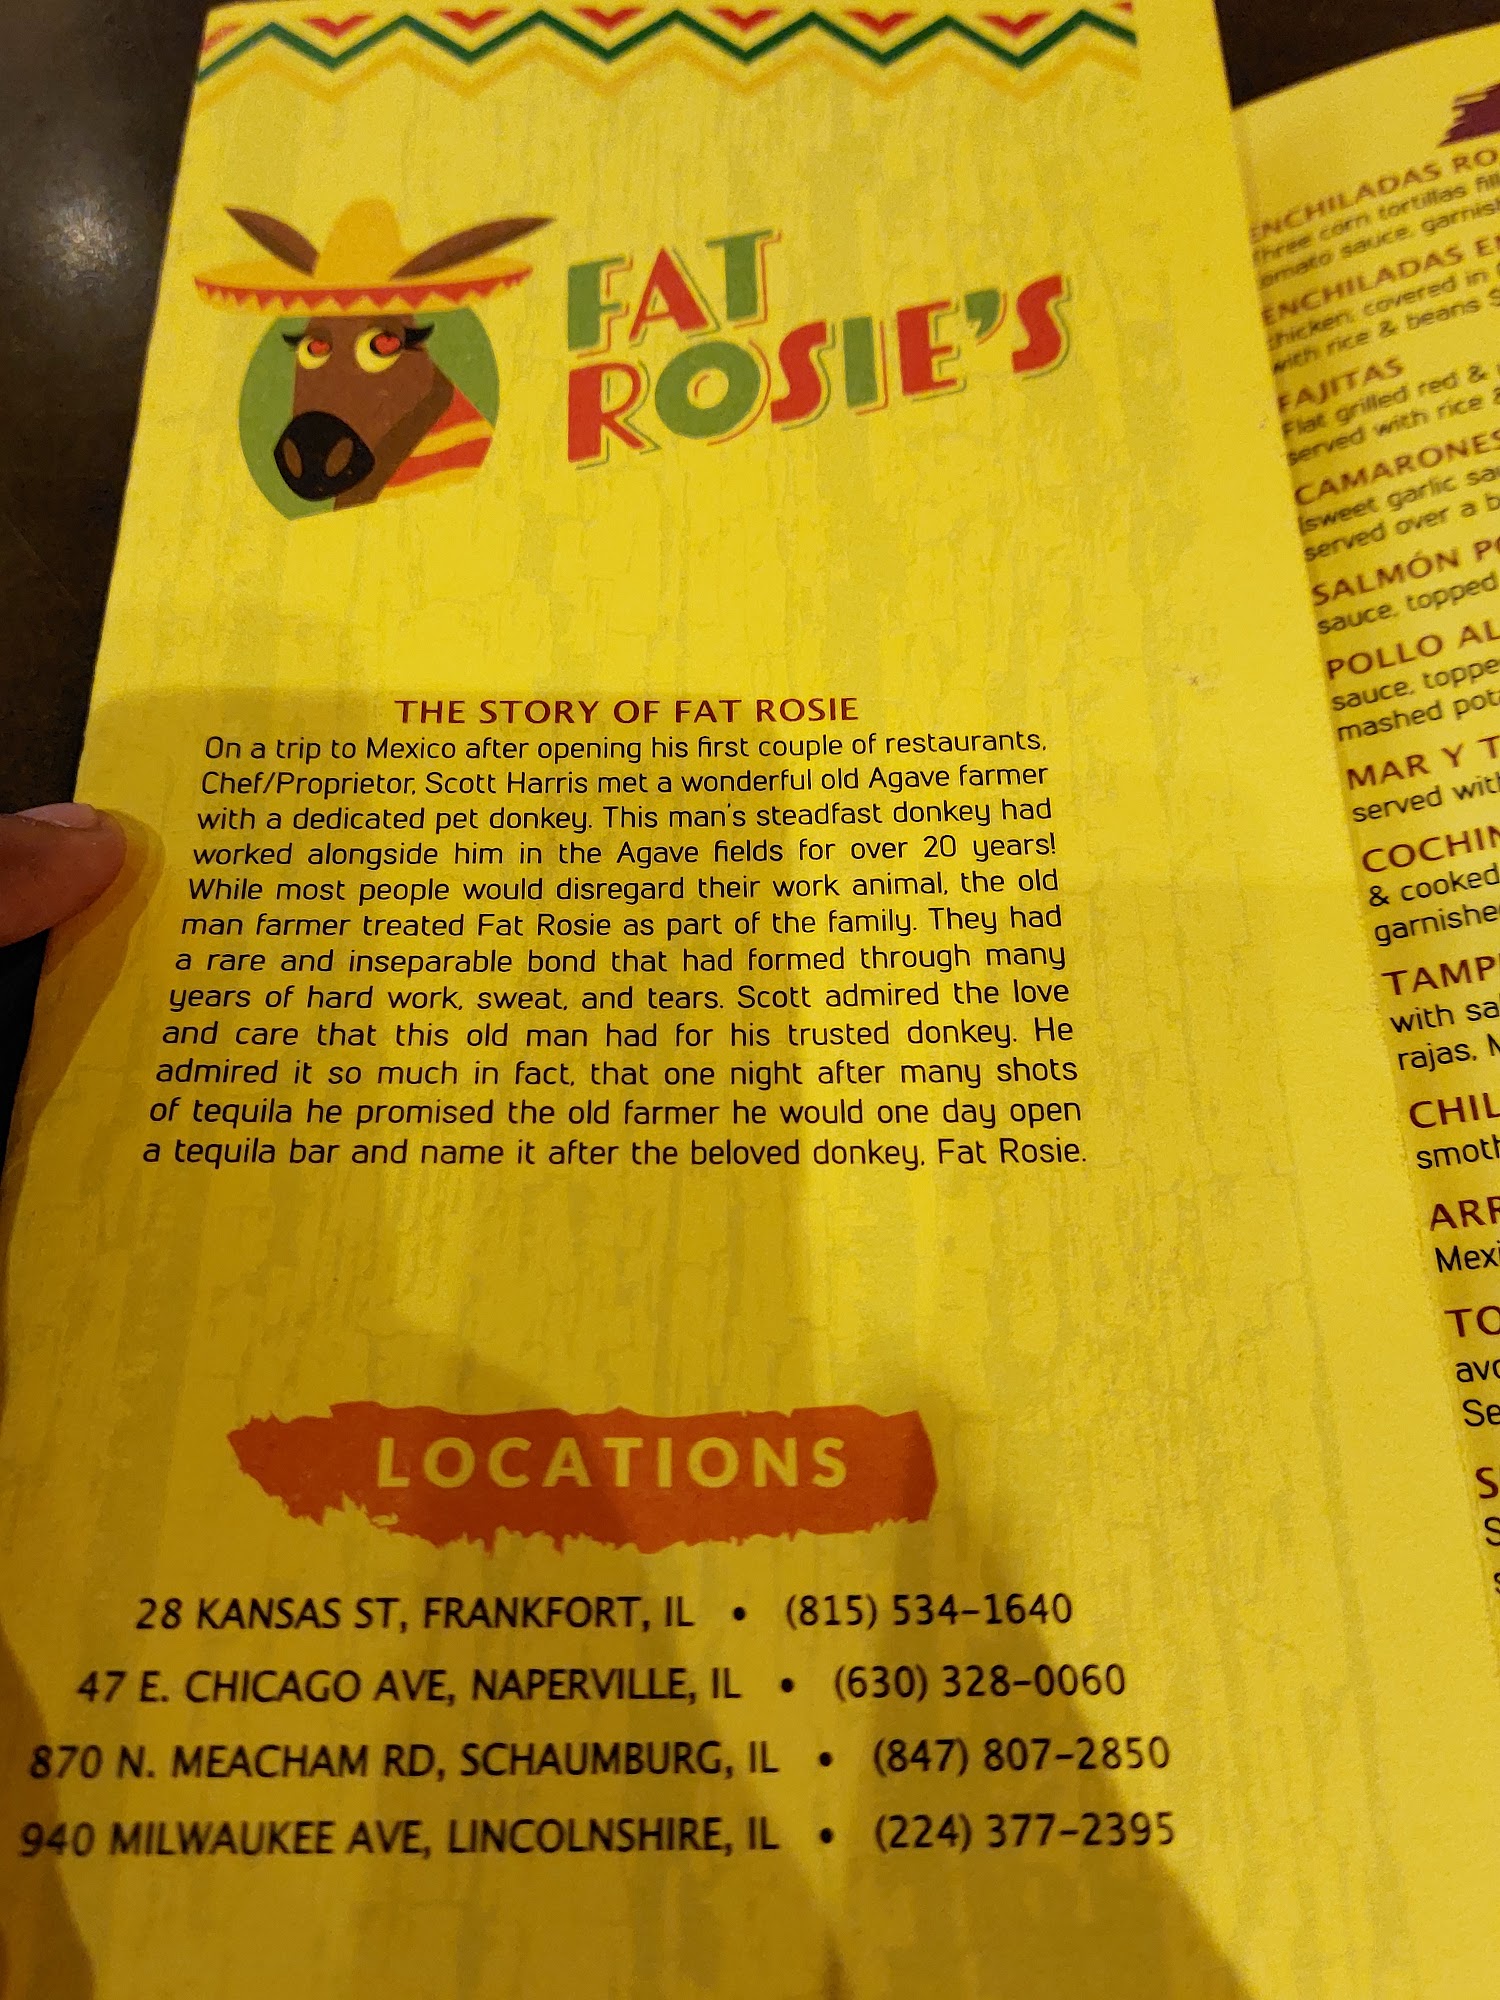 FAT
ROSIE'S
THE STORY OF FAT ROSIE
On a trip to Mexico after opening his first couple of restaurants,
Chef/Proprietor, Scott Harris met a wonderful old Agave farmer
with a dedicated pet donkey. This man's steadfast donkey had
worked alongside him in the Agave fields for over 20 years!
While most people would disregard their work animal, the old
man farmer treated Fat Rosie as part of the family. They had
a rare and inseparable bond that had formed through many
years of hard work, sweat, and tears. Scott admired the love
and care that this old man had for his trusted donkey. He
admired it so much in fact, that one night after many shots
of tequila he promised the old farmer he would one day open
a tequila bar and name it after the beloved donkey, Fat Rosie.
LOCATIONS
28 KANSAS ST, FRANKFORT, IL • (815) 534-1640
47 E. CHICAGO AVE, NAPERVILLE, IL • (630) 328-0060
870 N. MEACHAM RD, SCHAUMBURG, IL • (847) 807-2850
940 MILWAUKEE AVE, LINCOLNSHIRE, IL • (224) 377-2395
ENCHILADAS
three corn tortillas
tomato sauce, garnish
ENCHILADAS
chicken, covered in
with rice & beans
FAJITAS
Flat grilled red &
served with rice
CAMARONES
(sweet garlic
served over a
SALMÓN
sauce, topped
POLLO
sauce,
mashed
MAR Y
served
& cooked
with
rajas,